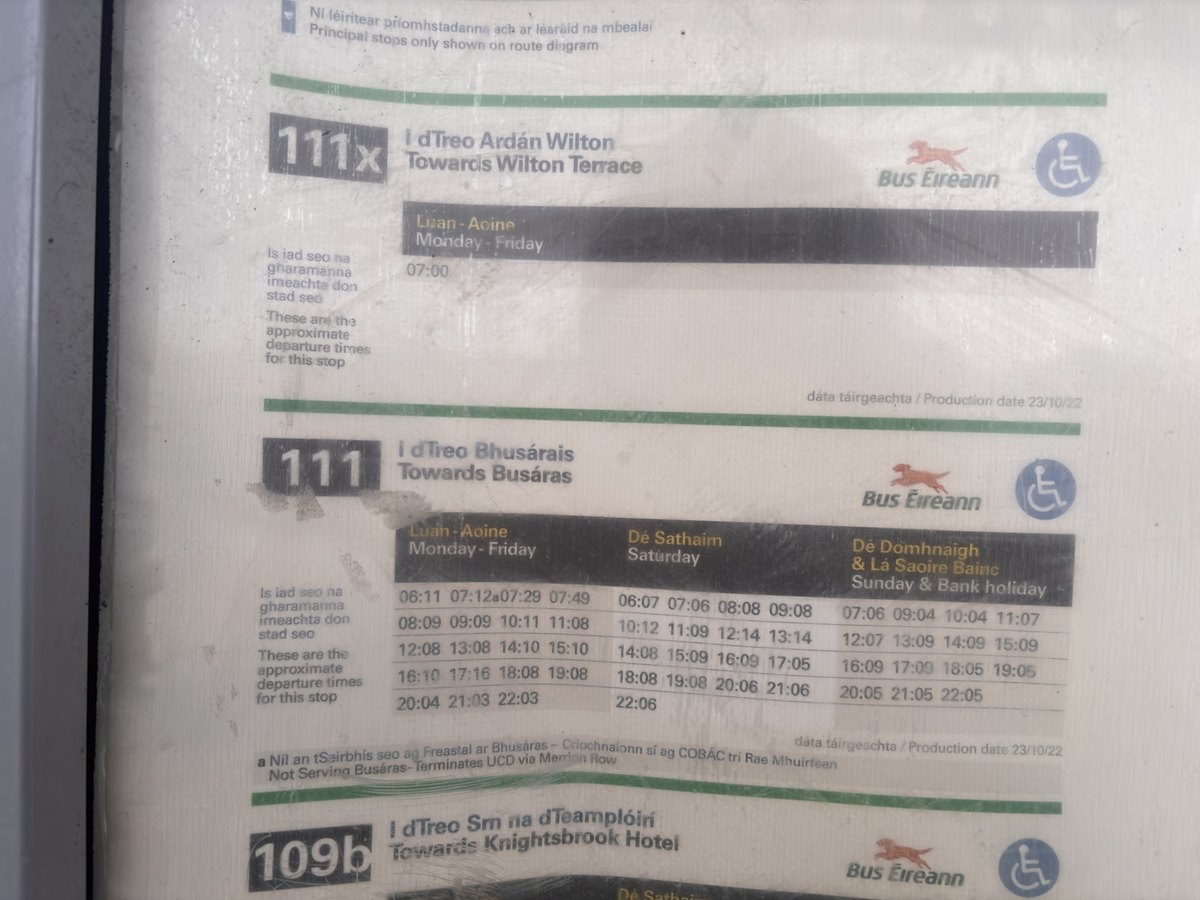 Ní léirítear príomhstadanna ach ar léaráid na mbealaí
Principal stops only shown on route diagram
111x
I dTreo Ardán Wilton
Towards Wilton Terrace
Bus Éireann
Luan - Aoine
Monday - Friday
07:00
Is iad seo na
gharamanna
imeachta don
stad seo
These are the
approximate
departure times
for this stop
dáta táirgeachta / Production date 23/10/22
111
I dTreo Bhusárais
Towards Busáras
Bus Éireann
Luan - Aoine
Monday - Friday
Dé Sathairn
Saturday
Dé Domhnaigh
& Lá Saoire Bainc
Sunday & Bank holiday
Is iad seo na
gharamanna
imeachta don
stad seo
These are the
approximate
departure times
for this stop
06:11 07:12a07:29 07:49
08:09 09:09 10:11 11:08
12:08 13:08 14:10 15:10
16:10 17:16 18:08 19:08
20:04 21:03 22:03
06:07 07:06 08:08 09:08
10:12 11:09 12:14 13:14
14:08 15:09 16:09 17:05
18:08 19:08 20:06 21:06
22:06
07:06 09:04 10:04 11:07
12:07 13:09 14:09 15:09
16:09 17:09 18:05 19:05
20:05 21:05 22:05
dáta táirgeachta / Production date 23/10/22
a Níl an tSeirbhís seo ag Freastal ar Bhusáras – Críochnaíonn sí ag COBÁC trí Rae Mhuirfean
Not Serving Busáras - Terminates UCD via Merrion Row
109b
I dTreo Srn na dTeamplóirí
Towards Knightsbrook Hotel
Bus Éireann
Dé Sathairn